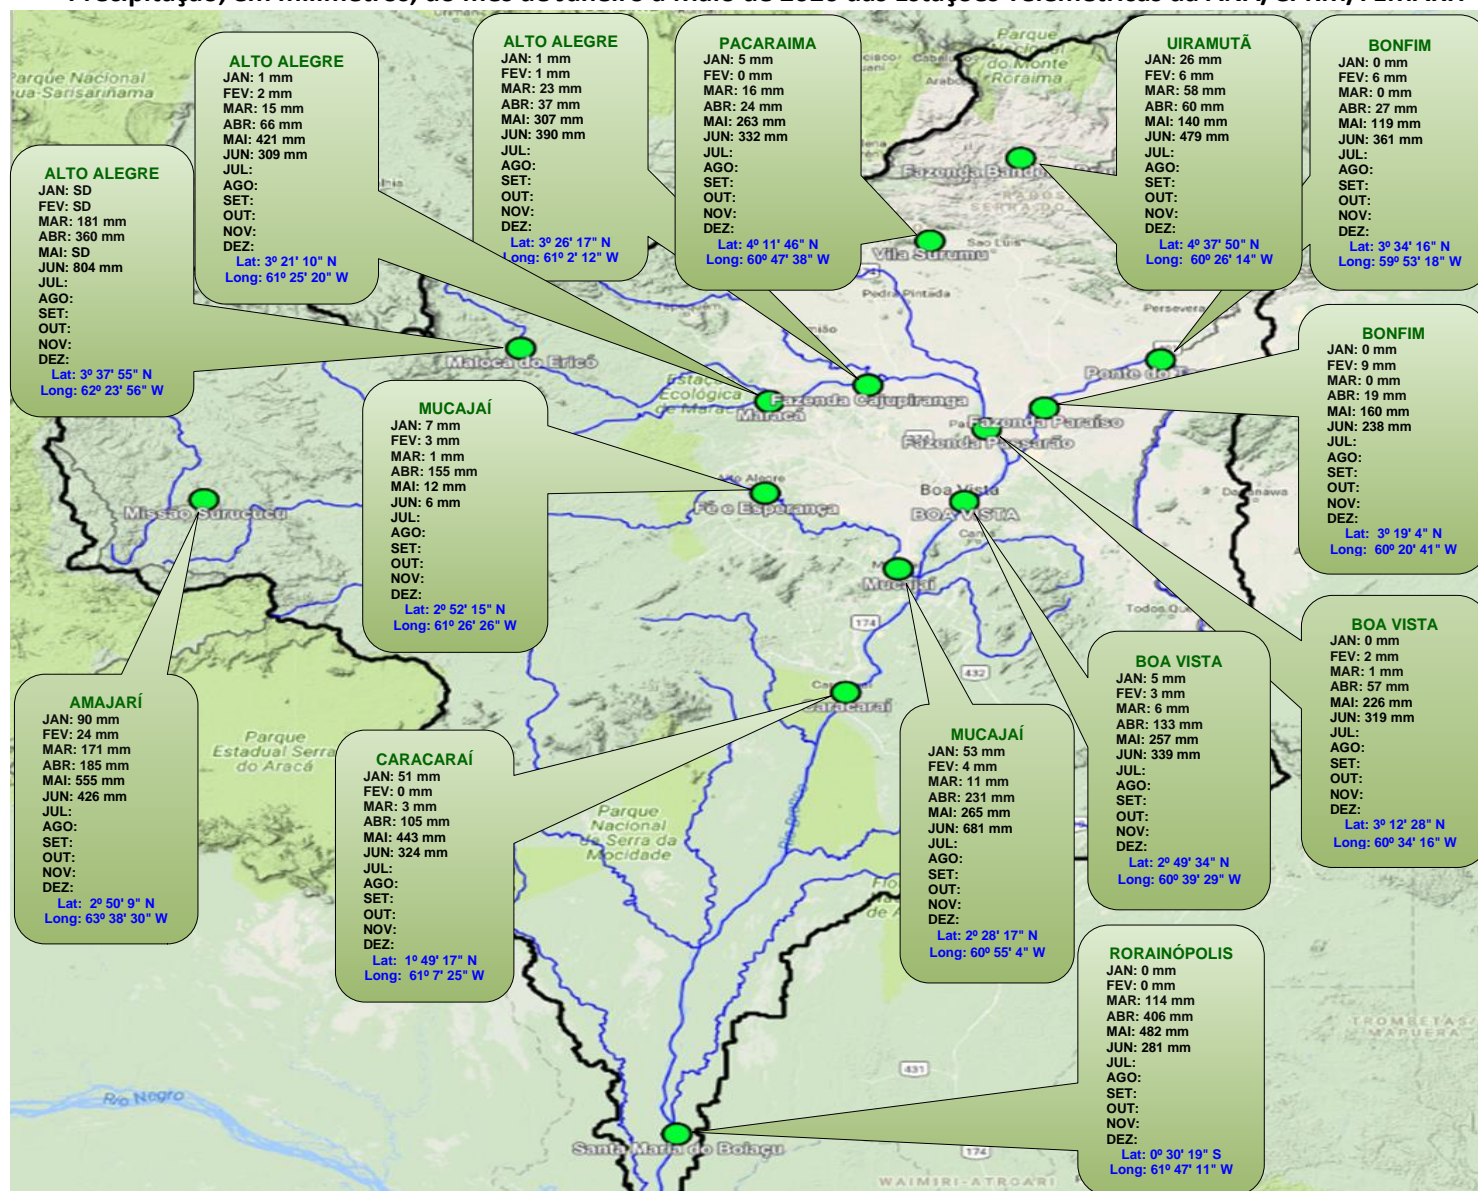 ALTO ALEGRE
JAN: 1 mm
FEV: 2 mm
MAR: 15 mm
ABR: 66 mm
MAI: 421 mm
JUN: 309 mm
JUL:
AGO:
SET:
OUT:
NOV:
DEZ:
Lat: 3º 21' 10" N
Long: 61º 25' 20" W
ALTO ALEGRE
JAN: 1 mm
FEV: 1 mm
MAR: 23 mm
ABR: 37 mm
MAI: 307 mm
JUN: 390 mm
JUL:
AGO:
SET:
OUT:
NOV:
DEZ:
Lat: 3º 26' 17" N
Long: 61º 2' 12" W
PACARAIMA
JAN: 5 mm
FEV: 0 mm
MAR: 16 mm
ABR: 24 mm
MAI: 263 mm
JUN: 332 mm
JUL:
AGO:
SET:
OUT:
NOV:
DEZ:
Lat: 4º 11' 46" N
Long: 60º 47' 38" W
UIRAMUTÃ
JAN: 26 mm
FEV: 6 mm
MAR: 58 mm
ABR: 60 mm
MAI: 140 mm
JUN: 479 mm
JUL:
AGO:
SET:
OUT:
NOV:
DEZ:
Lat: 4º 37' 50" N
Long: 60º 26' 14" W
BONFIM
JAN: 0 mm
FEV: 6 mm
MAR: 0 mm
ABR: 27 mm
MAI: 119 mm
JUN: 361 mm
JUL:
AGO:
SET:
OUT:
NOV:
DEZ:
Lat: 3º 34' 16" N
Long: 59º 53' 18" W
ALTO ALEGRE
JAN: SD
FEV: SD
MAR: 181 mm
ABR: 360 mm
MAI: SD
JUN: 804 mm
JUL:
AGO:
SET:
OUT:
NOV:
DEZ:
Lat: 3º 37' 55" N
Long: 62º 23' 56" W
BONFIM
JAN: 0 mm
FEV: 9 mm
MAR: 0 mm
ABR: 19 mm
MAI: 160 mm
JUN: 238 mm
JUL:
AGO:
SET:
OUT:
NOV:
DEZ:
Lat: 3º 19' 4" N
Long: 60º 20' 41" W
MUCAJAÍ
JAN: 7 mm
FEV: 3 mm
MAR: 1 mm
ABR: 155 mm
MAI: 12 mm
JUN: 6 mm
JUL:
AGO:
SET:
OUT:
NOV:
DEZ:
Lat: 2º 52' 15" N
Long: 61º 26' 26" W
BOA VISTA
JAN: 0 mm
FEV: 2 mm
MAR: 1 mm
ABR: 57 mm
MAI: 226 mm
JUN: 319 mm
JUL:
AGO:
SET:
OUT:
NOV:
DEZ:
Lat: 3º 12' 28" N
Long: 60º 34' 16" W
BOA VISTA
JAN: 5 mm
FEV: 3 mm
MAR: 6 mm
ABR: 133 mm
MAI: 257 mm
JUN: 339 mm
JUL:
AGO:
SET:
OUT:
NOV:
DEZ:
Lat: 2º 49' 34" N
Long: 60º 39' 29" W
AMAJARÍ
JAN: 90 mm
FEV: 24 mm
MAR: 171 mm
ABR: 185 mm
MAI: 555 mm
JUN: 426 mm
JUL:
AGO:
SET:
OUT:
NOV:
DEZ:
Lat: 2º 50' 9" N
Long: 63º 38' 30" W
CARACARAÍ
JAN: 51 mm
FEV: 0 mm
MAR: 3 mm
ABR: 105 mm
MAI: 443 mm
JUN: 324 mm
JUL:
AGO:
SET:
OUT:
NOV:
DEZ:
Lat: 1º 49' 17" N
Long: 61º 7' 25" W
MUCAJAÍ
JAN: 53 mm
FEV: 4 mm
MAR: 11 mm
ABR: 231 mm
MAI: 265 mm
JUN: 681 mm
JUL:
AGO:
SET:
OUT:
NOV:
DEZ:
Lat: 2º 28' 17" N
Long: 60º 55' 4" W
RORAINÓPOLIS
JAN: 0 mm
FEV: 0 mm
MAR: 114 mm
ABR: 406 mm
MAI: 482 mm
JUN: 281 mm
JUL:
AGO:
SET:
OUT:
NOV:
DEZ:
Lat: 0º 30' 19" S
Long: 61º 47' 11" W
Parque
do Monte
Roraima
Parque Nacional
Fazenda
Vila Surumu
Sao Luis
Pedra Pintada
Maloca do Ericó
Estação
Ecológica
de Maracá
Maracá
Fazenda Cajupiranga
Ponte do
Fazenda Paraíso
Fazenda Passarão
Missão Surucucu
Alto Alegre
Fé e Esperança
Boa Vista
BOA VISTA
Mucajaí
174
432
Caracaraí
Parque
Estadual Serra
do Aracá
Parque
Nacional
da Serra da
Mocidade
Rio Branco
Rio Negro
431
174
Santa Maria do Boiaçu
TROMBETAS
MAPUERA
WAIMIRI-ATROARI